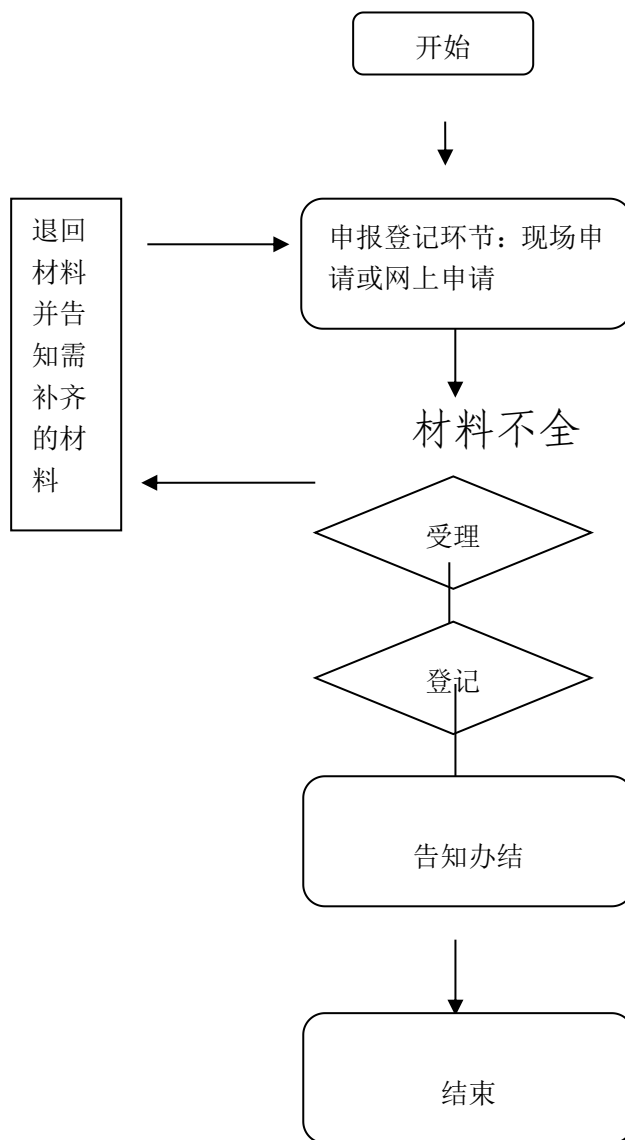 开始
申报登记环节：现场申
请或网上申请
退回
材料
并告
知需
补齐
的材
料
材料不全
受理
登记
告知办结
结束